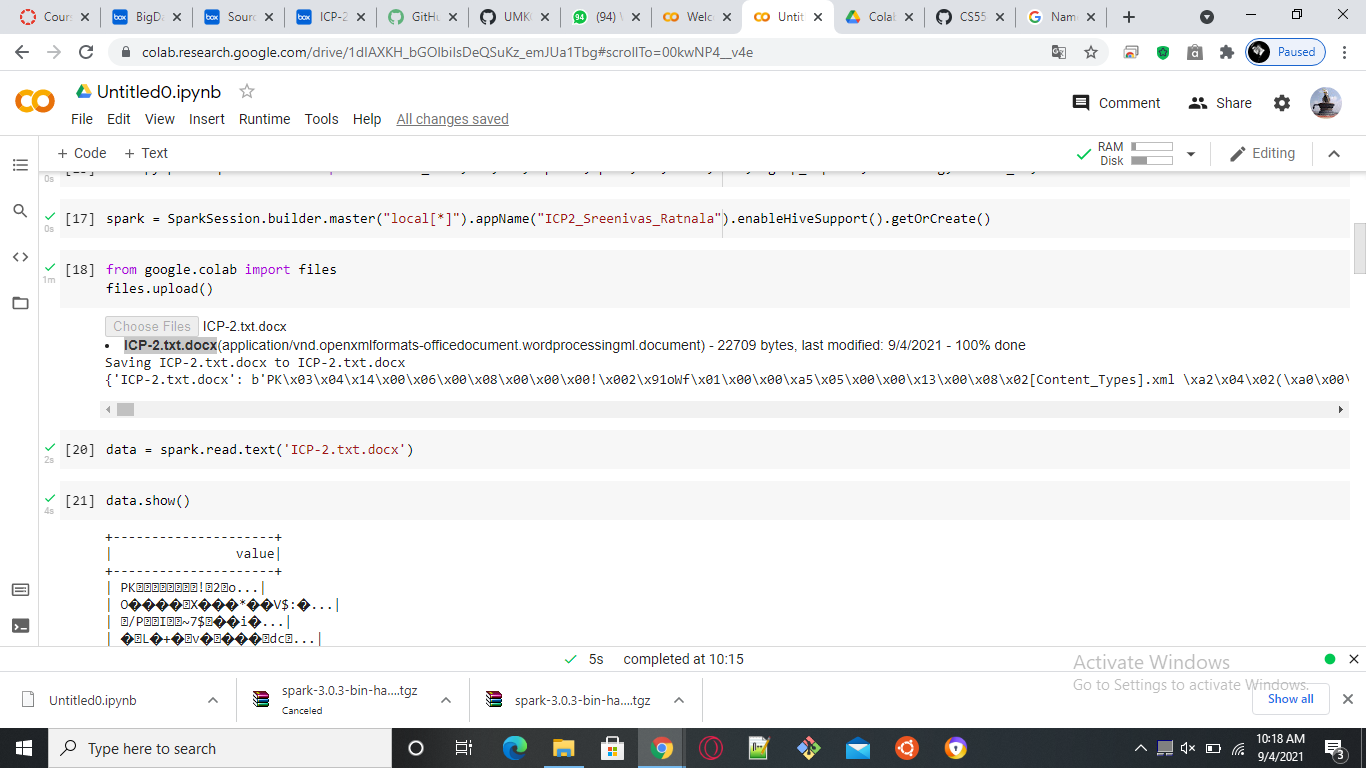 Cours
BigDa
Sourc
ICP-2
GitHu
UMK
(94)
Welc
Untit
Colal
CS55
Nam
colab.research.google.com/drive/1dIAXKH_bGOlbiIsDeQSuKz_emJUa1Tbg#scrollTo=00kwNP4__v4e
Paused
Untitled0.ipynb
File Edit View Insert Runtime Tools Help All changes saved
Comment Share
+ Code + Text
RAM
Disk
Editing
0s
[17] spark = SparkSession.builder.master("local[*]").appName("ICP2_Sreenivas_Ratnala").enableHiveSupport().getOrCreate()
0s
[18] from google.colab import files
1m
files.upload()
Choose Files ICP-2.txt.docx
• ICP-2.txt.docx(application/vnd.openxmlformats-officedocument.wordprocessingml.document) - 22709 bytes, last modified: 9/4/2021 - 100% done
Saving ICP-2.txt.docx to ICP-2.txt.docx
{'ICP-2.txt.docx': b'PK\x03\x04\x14\x00\x06\x00\x08\x00\x00\x00!\x002\x91oWf\x01\x00\x00\xa5\x05\x00\x00\x13\x00\x08\x02[Content_Types].xml \xa2\x04\x02(\xa0\x00\
[20] data = spark.read.text('ICP-2.txt.docx')
2s
[21] data.show()
4s
+--------------------+
| value|
+--------------------+
5s completed at 10:15
Activate Windows
Go to Settings to activate Windows.
Untitled0.ipynb
spark-3.0.3-bin-ha....tgz
Canceled
spark-3.0.3-bin-ha....tgz
Show all
Type here to search
10:18 AM
9/4/2021
3